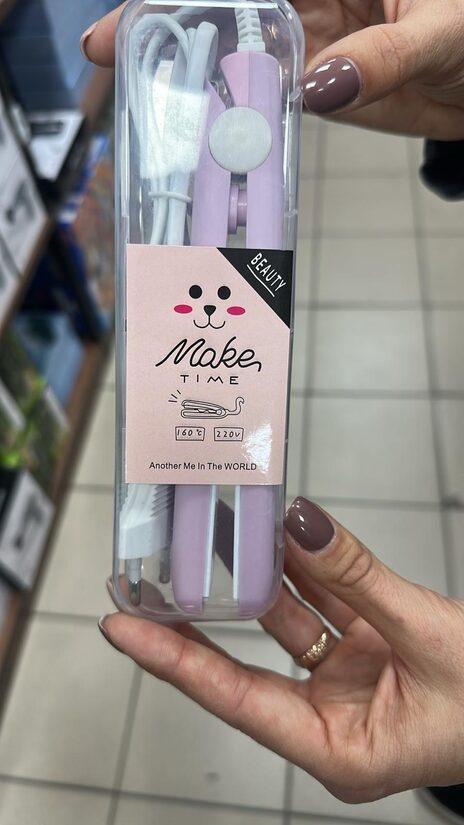 BEAUTY
Make
TIME
160°C 220V
Another Me In The WORLD